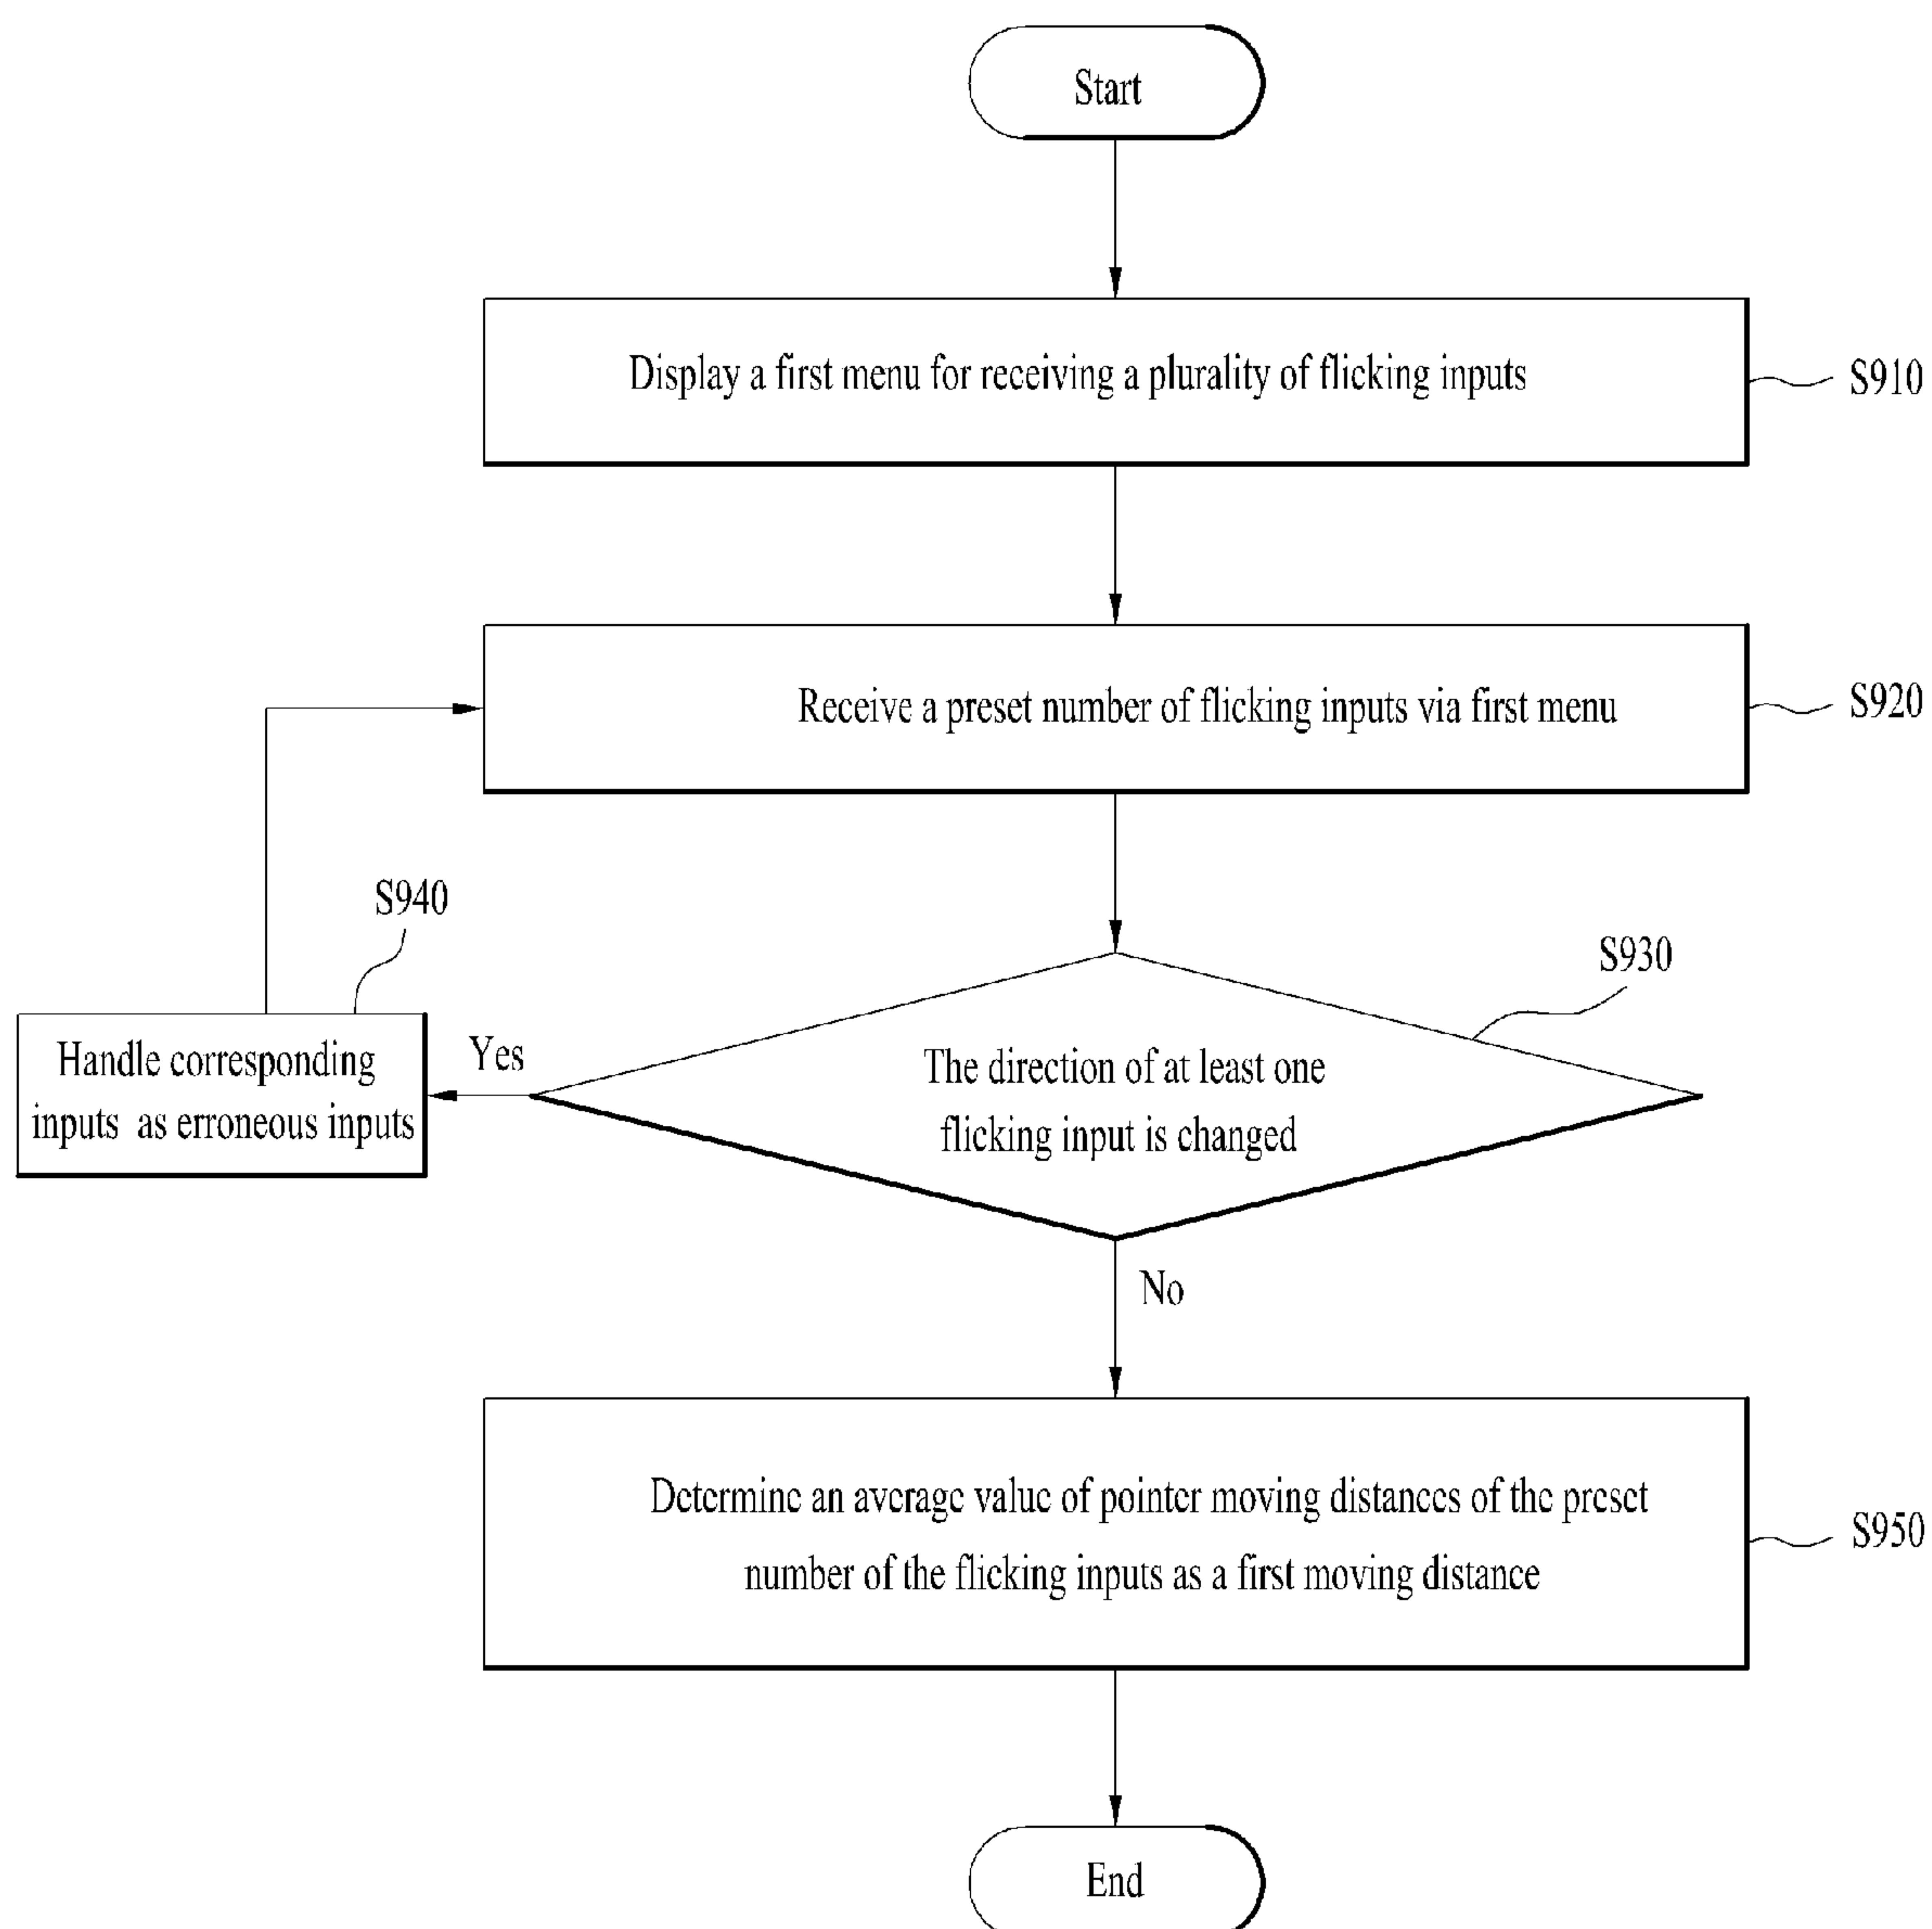 Start
Display a first menu for receiving a plurality of flicking inputs
S910
Receive a preset number of flicking inputs via first menu
S920
S940
S930
Handle corresponding
inputs as erroneous inputs
Yes
The direction of at least one
flicking input is changed
No
Determine an average value of pointer moving distances of the preset
number of the flicking inputs as a first moving distance
S950
End